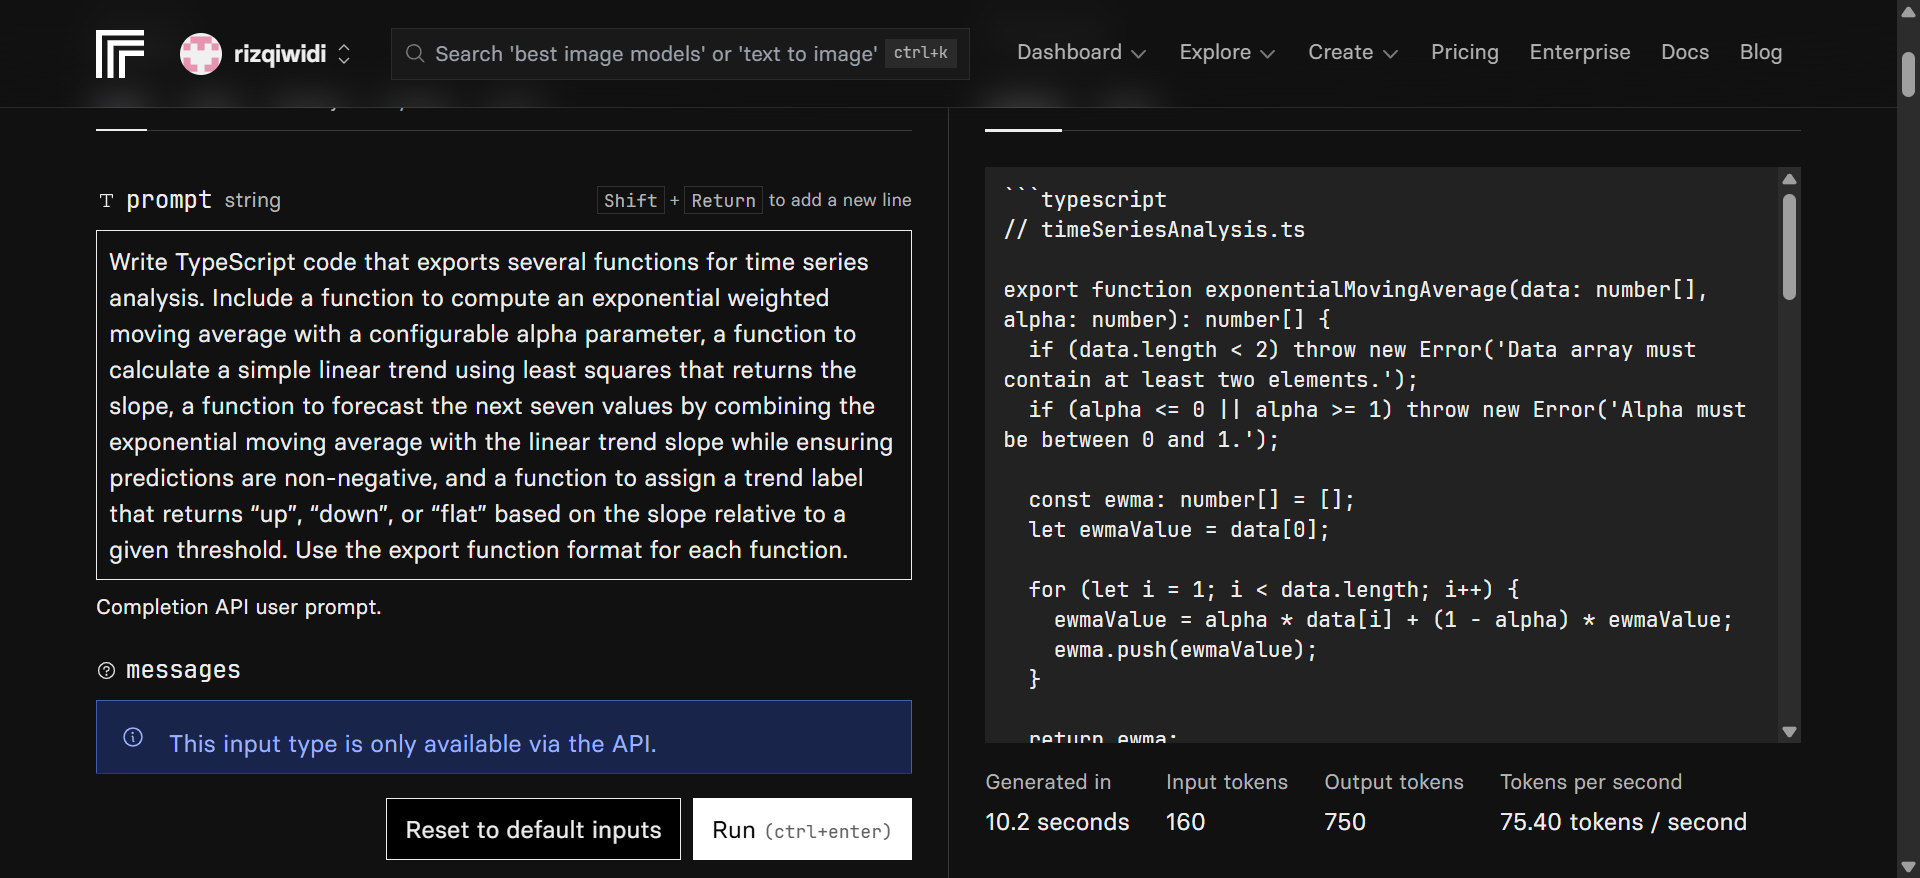 rizqiwidi
Search 'best image models' or 'text to image' ctrl+k
Dashboard
Explore
Create
Pricing
Enterprise
Docs
Blog
T prompt string
Shift + Return to add a new line
Write TypeScript code that exports several functions for time series
analysis. Include a function to compute an exponential weighted
moving average with a configurable alpha parameter, a function to
calculate a simple linear trend using least squares that returns the
slope, a function to forecast the next seven values by combining the
exponential moving average with the linear trend slope while ensuring
predictions are non-negative, and a function to assign a trend label
that returns “up”, “down”, or “flat” based on the slope relative to a
given threshold. Use the export function format for each function.
Completion API user prompt.
messages
This input type is only available via the API.
Reset to default inputs
Run (ctrl+enter)
```typescript
// timeSeriesAnalysis.ts
export function exponentialMovingAverage(data: number[],
alpha: number): number[] {
if (data.length < 2) throw new Error('Data array must
contain at least two elements.');
if (alpha <= 0 || alpha >= 1) throw new Error('Alpha must
be between 0 and 1.');
const ewma: number[] = [];
let ewmaValue = data[0];
for (let i = 1; i < data.length; i++) {
ewmaValue = alpha * data[i] + (1 - alpha) * ewmaValue;
ewma.push(ewmaValue);
}
return ewma;
Generated in
10.2 seconds
Input tokens
160
Output tokens
750
Tokens per second
75.40 tokens / second